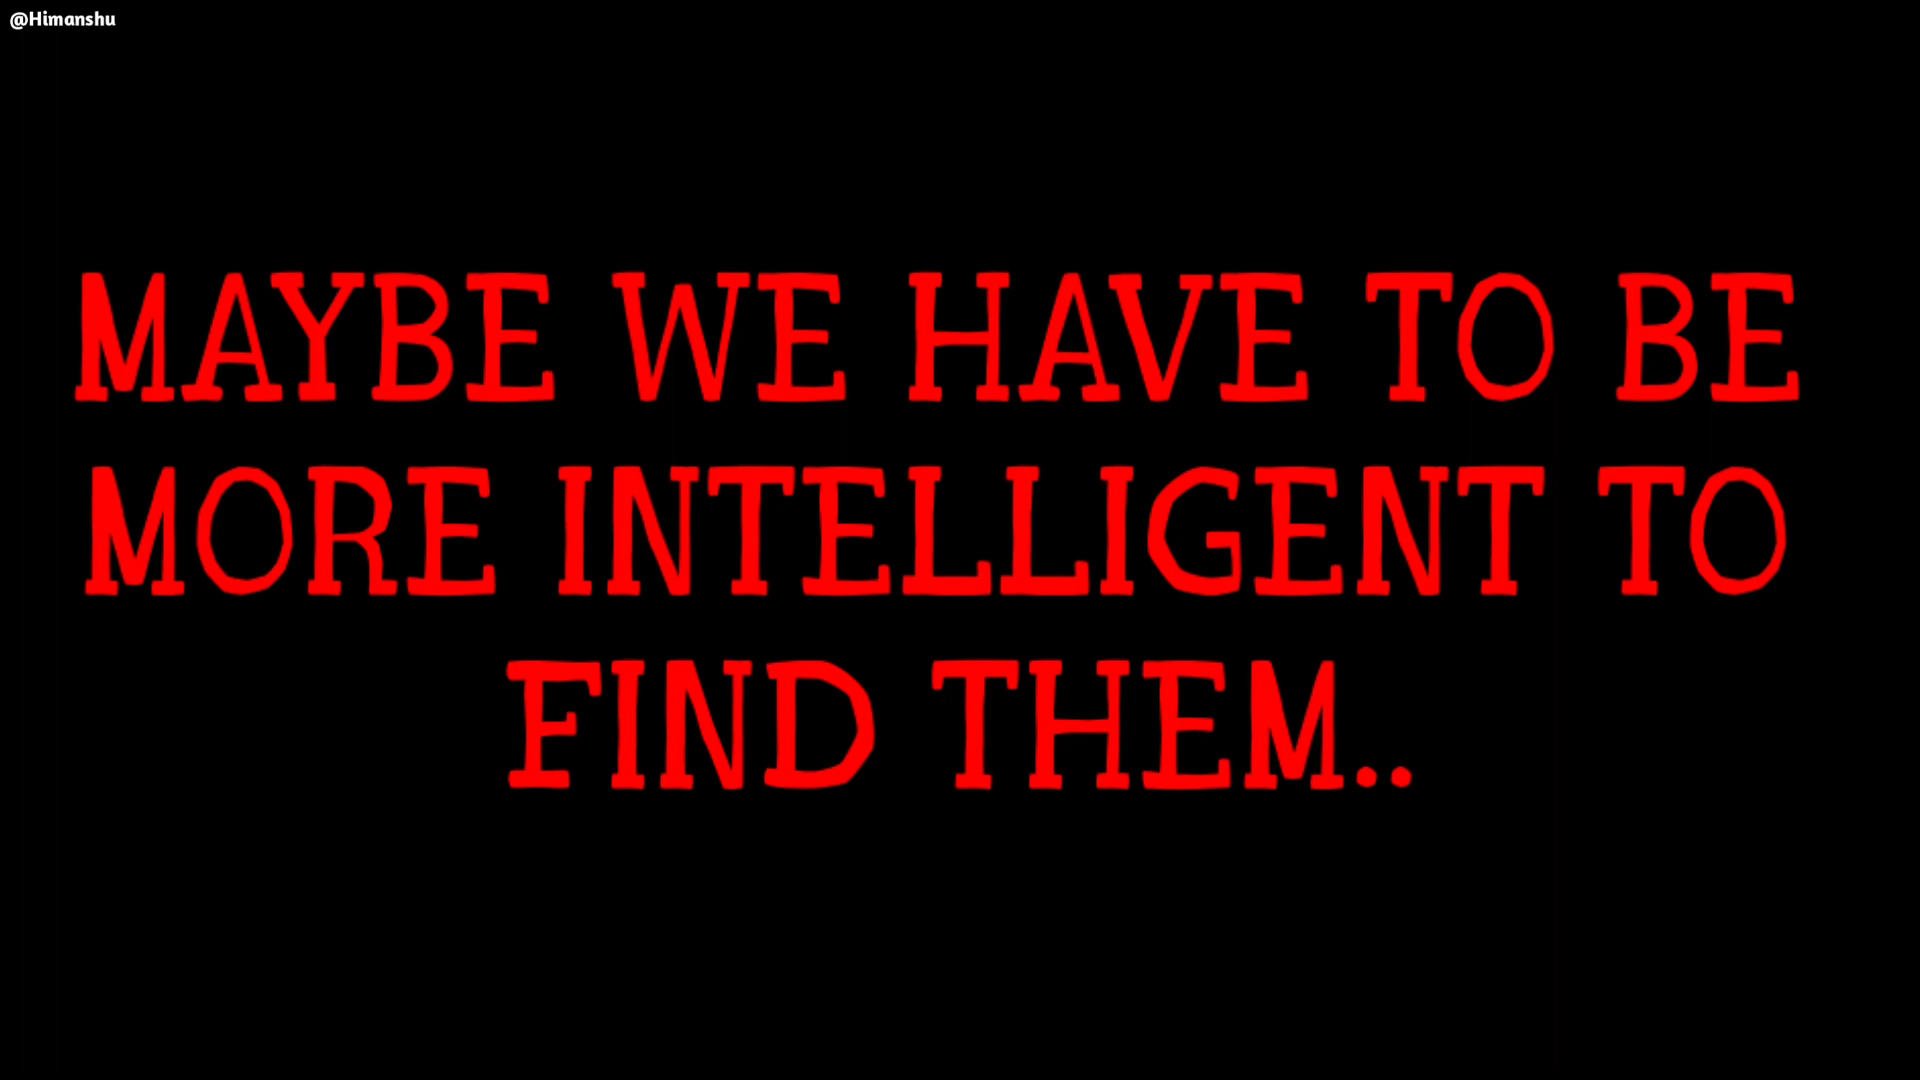 @Himanshu
MAYBE WE HAVE TO BE
MORE INTELLIGENT TO
FIND THEM..